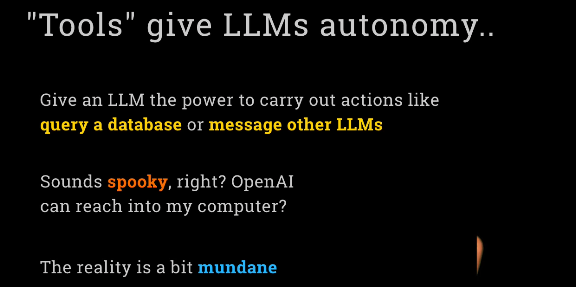 "Tools" give LLMs autonomy..
Give an LLM the power to carry out actions like
query a database or message other LLMs
Sounds spooky, right? OpenAI
can reach into my computer?
The reality is a bit mundane